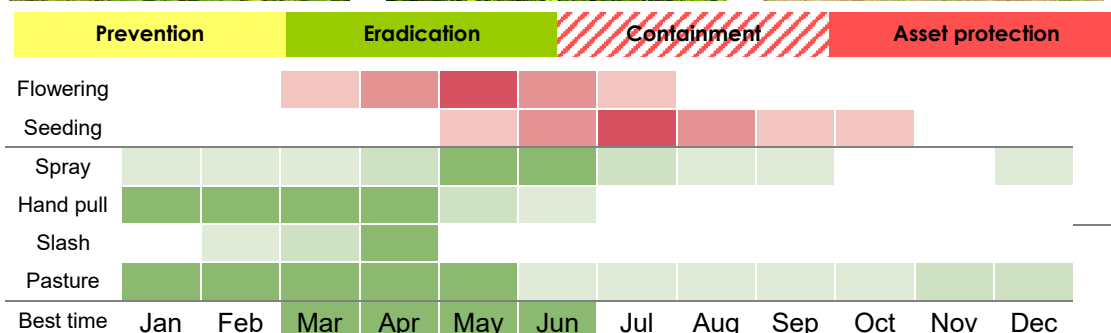 Prevention Eradication Containment Asset protection
Flowering
Seeding
Spray
Hand pull
Slash
Pasture
Best time Jan Feb Mar Apr May Jun Jul Aug Sep Oct Nov Dec